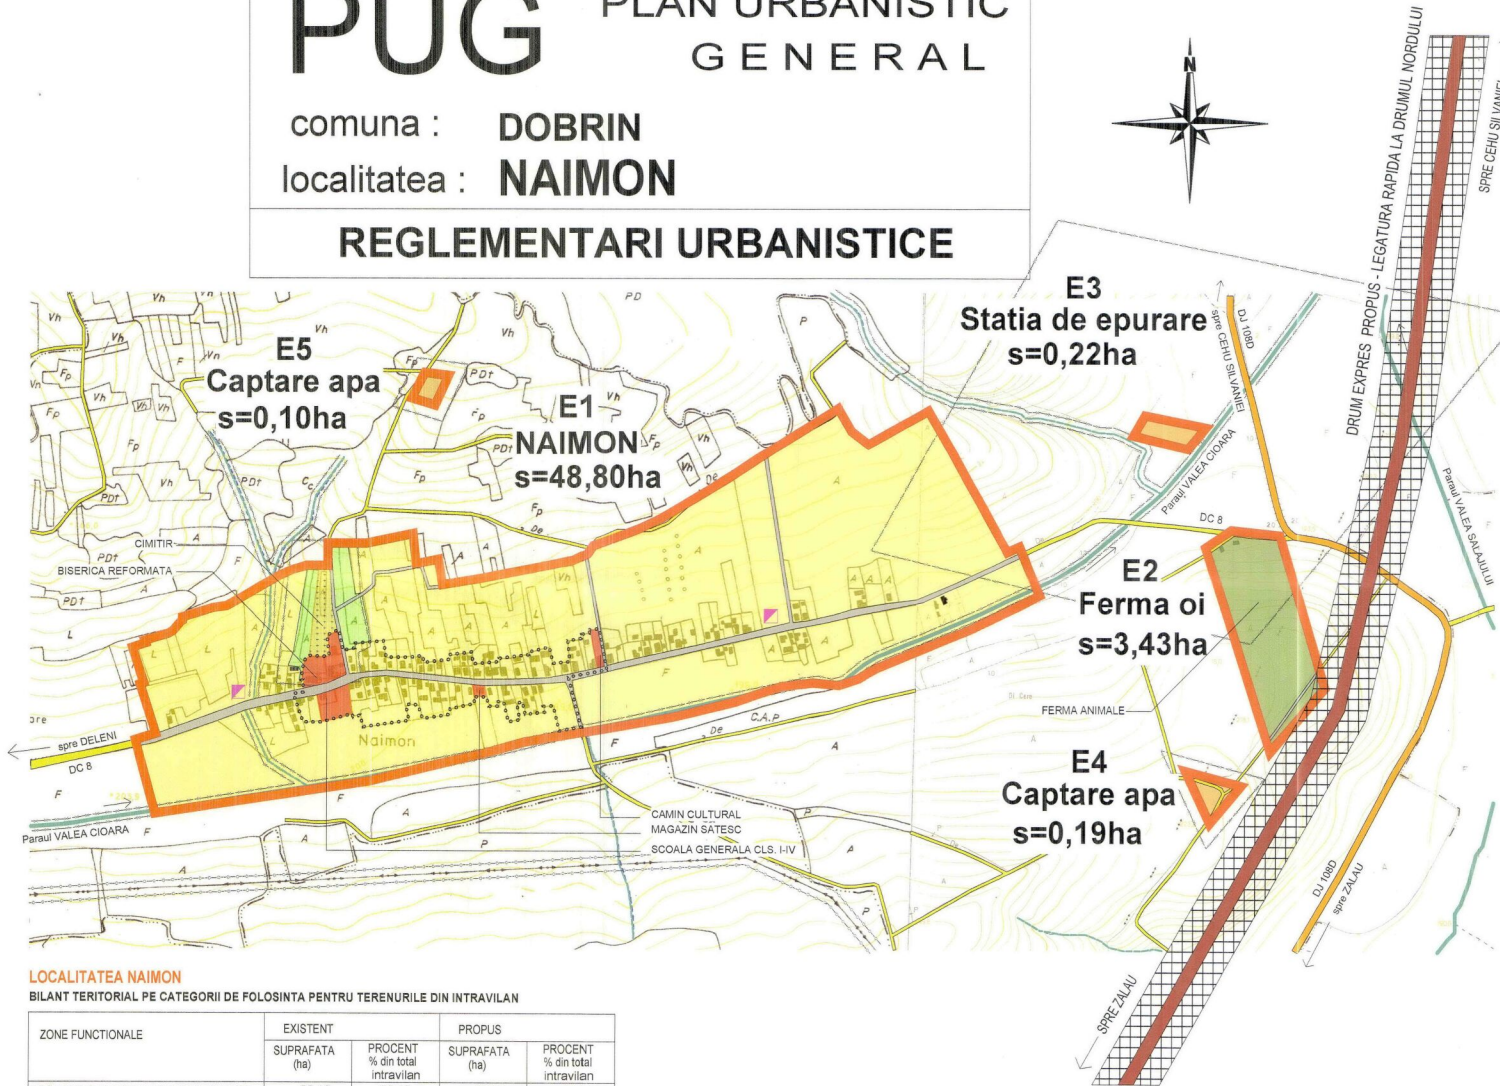 PUG
PLAN URBANISTIC
GENERAL
comuna : DOBRIN
localitatea : NAIMON
REGLEMENTARI URBANISTICE
N
DRUM EXPRES PROPUS - LEGATURA RAPIDA LA DRUMUL NORDULUI
SPRE CEHU SILVANIEI
E3
Statia de epurare
s=0,22ha
DJ 108D
spre CEHU SILVANIEI
E5
Captare apa
s=0,10ha
E1
NAIMON
s=48,80ha
Paraul VALEA CIOARA
Paraul VALEA SALAJULUI
DC 8
CIMITIR
BISERICA REFORMATA
E2
Ferma oi
s=3,43ha
FERMA ANIMALE
Naimon
spre DELENI
DC 8
C.A.P
De
Paraul VALEA CIOARA
E4
Captare apa
s=0,19ha
CAMIN CULTURAL
MAGAZIN SATESC
SCOALA GENERALA CLS. I-IV
DJ 108D
spre ZALAU
SPRE ZALAU
LOCALITATEA NAIMON
BILANT TERITORIAL PE CATEGORII DE FOLOSINTA PENTRU TERENURILE DIN INTRAVILAN
ZONE FUNCTIONALE
EXISTENT
PROPUS
SUPRAFATA
(ha)
PROCENT
% din total
intravilan
SUPRAFATA
(ha)
PROCENT
% din total
intravilan